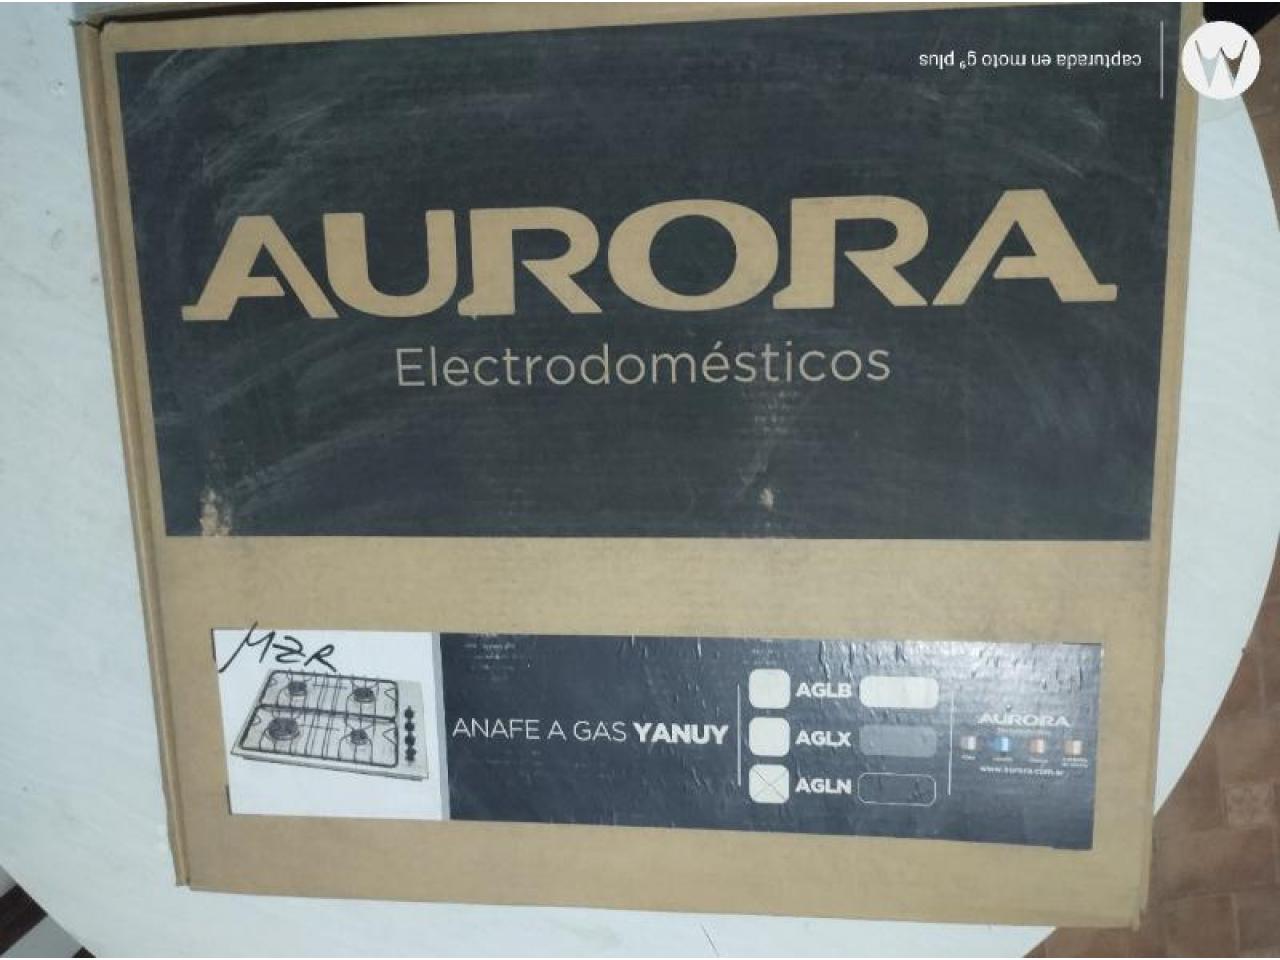 capturada en moto g⁹ plus
AURORA
Electrodomésticos
MZR
ANAFE A GAS YANUY
AGLB
AGLX
AGLN
AURORA
www.aurora.com.ar